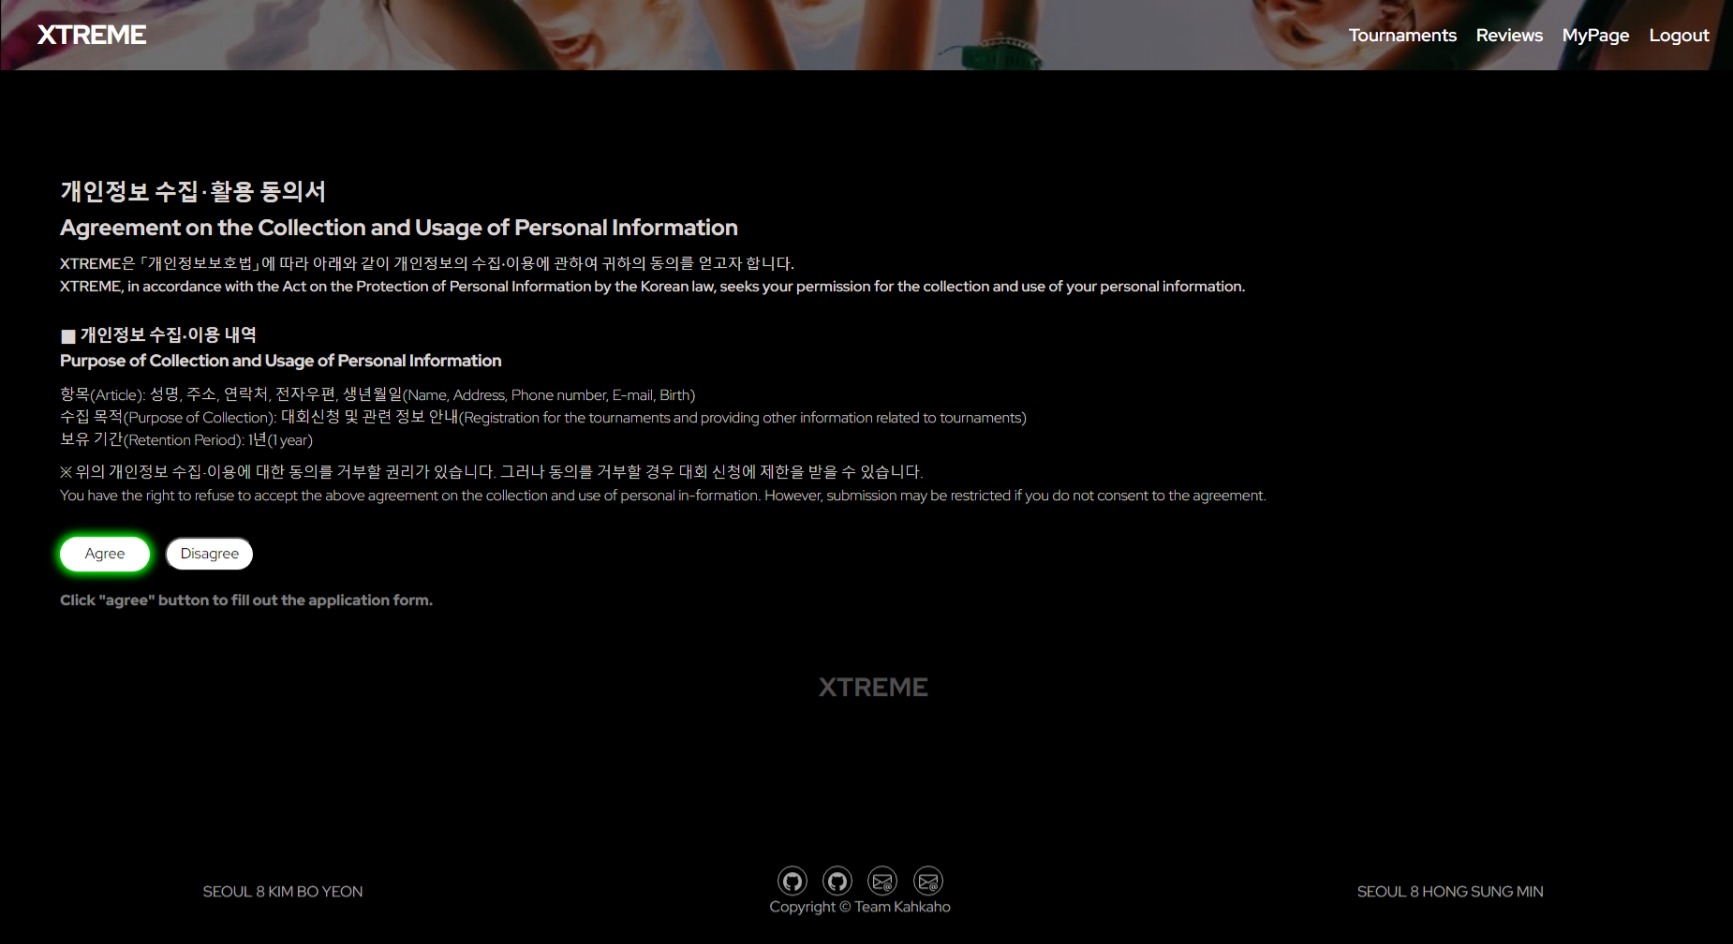 XTREME
Tournaments Reviews MyPage Logout
개인정보 수집·활용 동의서
Agreement on the Collection and Usage of Personal Information
XTREME은 「개인정보보호법」에 따라 아래와 같이 개인정보의 수집·이용에 관하여 귀하의 동의를 얻고자 합니다.
XTREME, in accordance with the Act on the Protection of Personal Information by the Korean law, seeks your permission for the collection and use of your personal information.
■ 개인정보 수집·이용 내역
Purpose of Collection and Usage of Personal Information
항목(Article): 성명, 주소, 연락처, 전자우편, 생년월일(Name, Address, Phone number, E-mail, Birth)
수집 목적(Purpose of Collection): 대회신청 및 관련 정보 안내(Registration for the tournaments and providing other information related to tournaments)
보유 기간(Retention Period): 1년(1 year)
※ 위의 개인정보 수집·이용에 대한 동의를 거부할 권리가 있습니다. 그러나 동의를 거부할 경우 대회 신청에 제한을 받을 수 있습니다.
You have the right to refuse to accept the above agreement on the collection and use of personal in-formation. However, submission may be restricted if you do not consent to the agreement.
Agree Disagree
Click "agree" button to fill out the application form.
XTREME
SEOUL 8 KIM BO YEON
Copyright © Team Kahkaho
SEOUL 8 HONG SUNG MIN